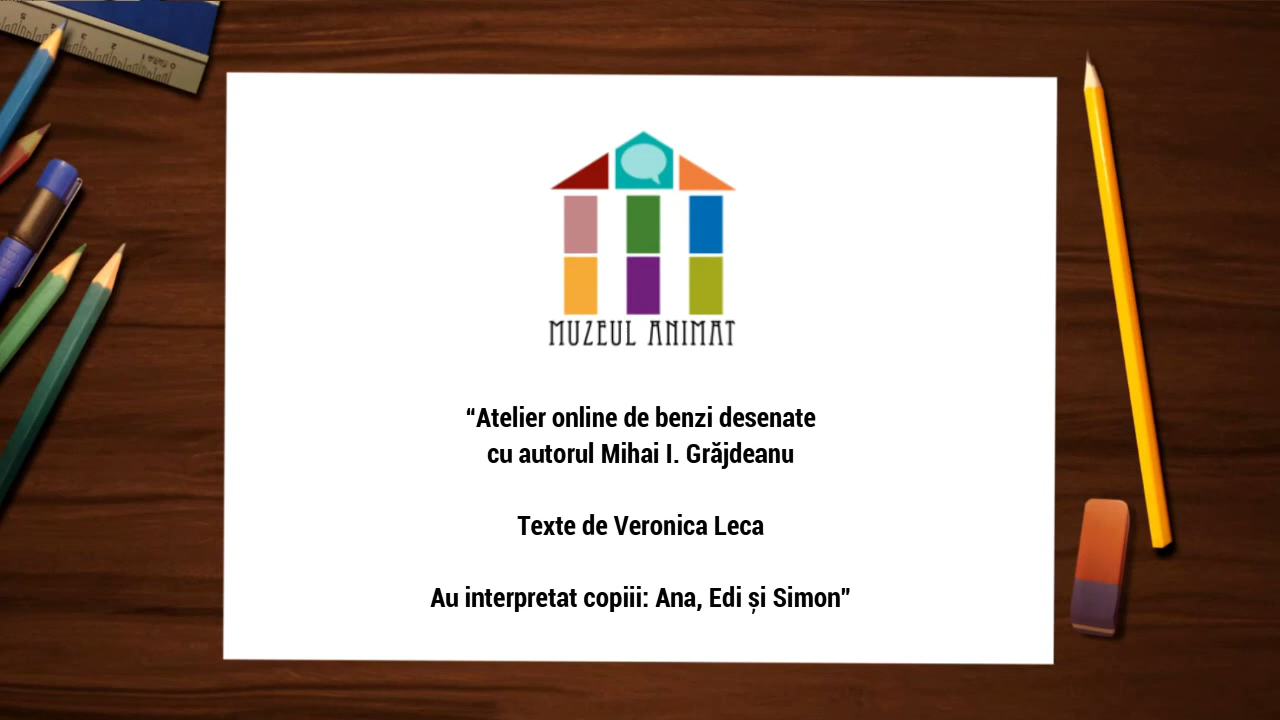 MUZEUL ANIMAT
“Atelier online de benzi desenate
cu autorul Mihai I. Grăjdeanu
Texte de Veronica Leca
Au interpretat copiii: Ana, Edi și Simon”